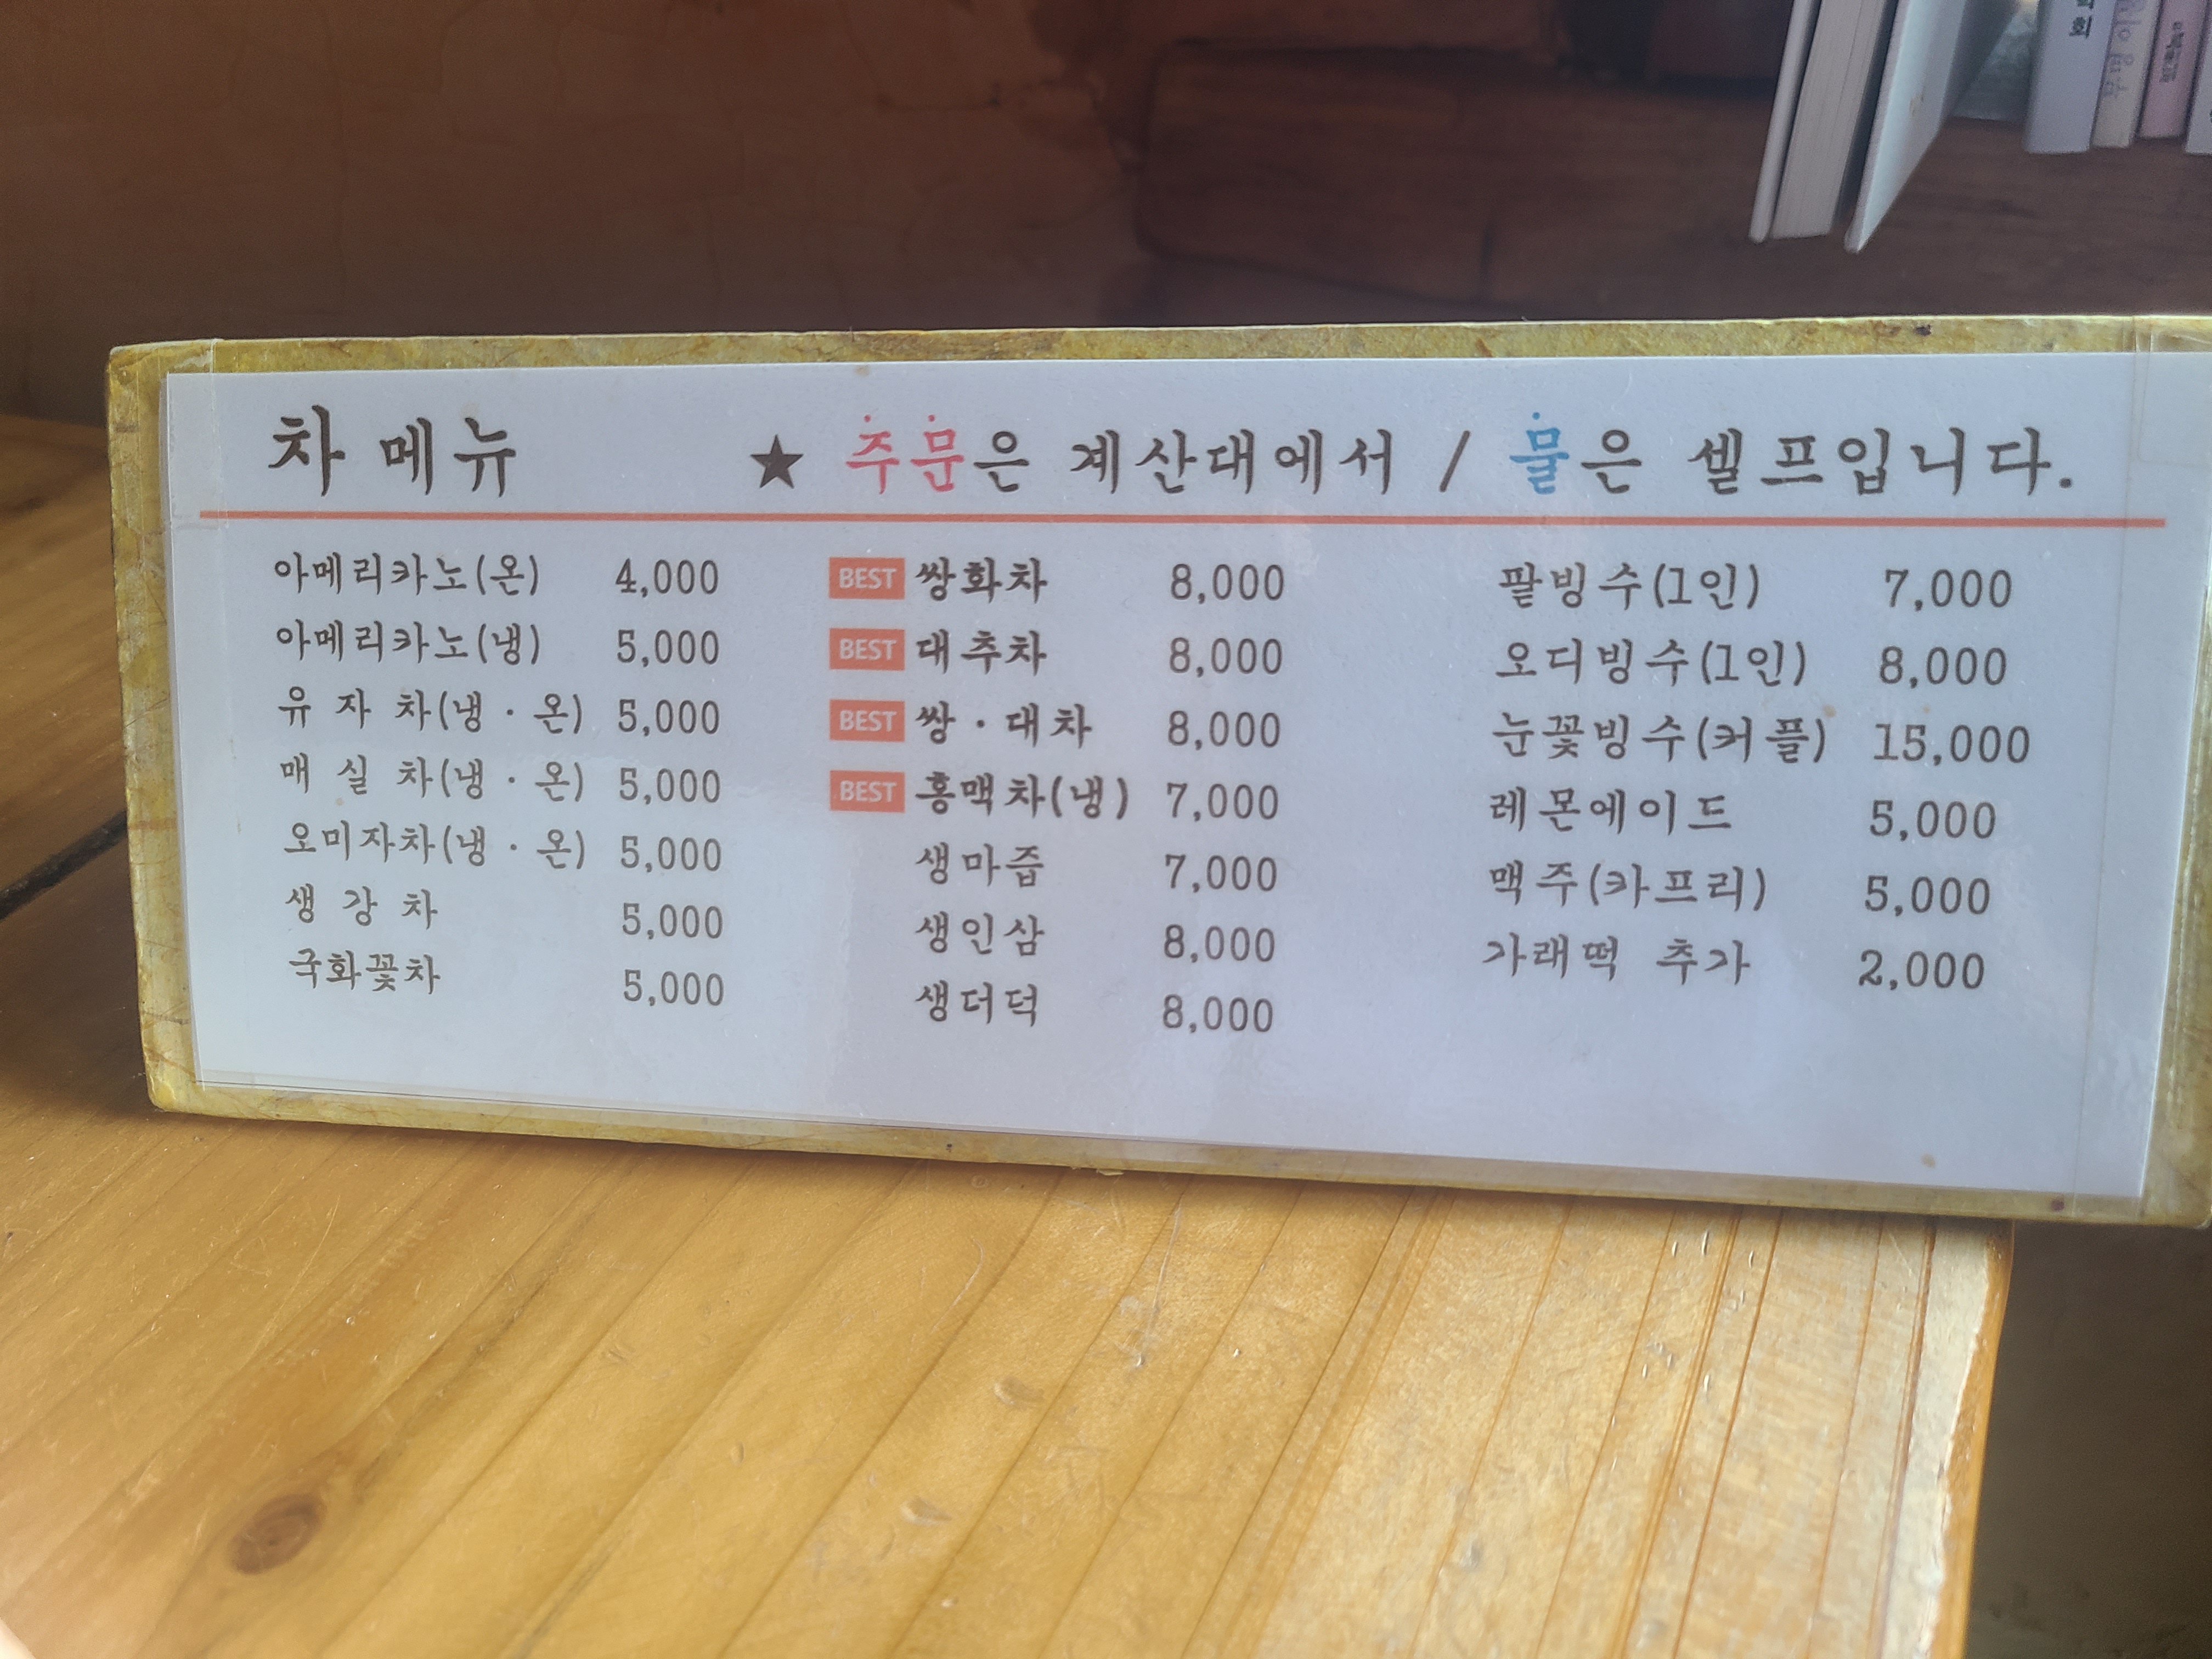 차 메뉴 ★ 주문은 계산대에서 / 물은 셀프입니다.
아메리카노(온) 4,000
아메리카노(냉) 5,000
유 자 차(냉 · 온) 5,000
매 실 차(냉 · 온) 5,000
오미자차(냉 · 온) 5,000
생 강 차 5,000
국화꽃차 5,000
BEST 쌍화차 8,000
BEST 대추차 8,000
BEST 쌍 · 대차 8,000
BEST 홍맥차(냉) 7,000
생마즙 7,000
생인삼 8,000
생더덕 8,000
팥빙수(1인) 7,000
오디빙수(1인) 8,000
눈꽃빙수(커플) 15,000
레몬에이드 5,000
맥주(카프리) 5,000
가래떡 추가 2,000